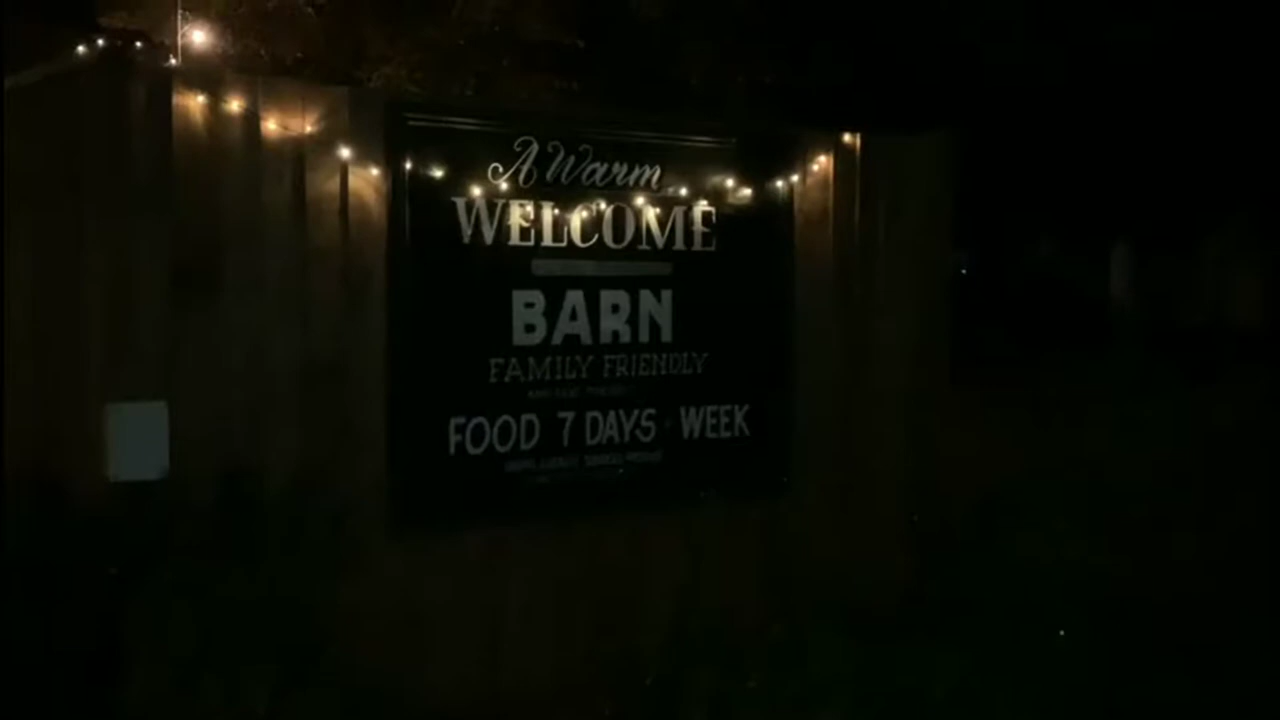 A Warm
WELCOME
BARN
FAMILY FRIENDLY
FOOD 7 DAYS WEEK